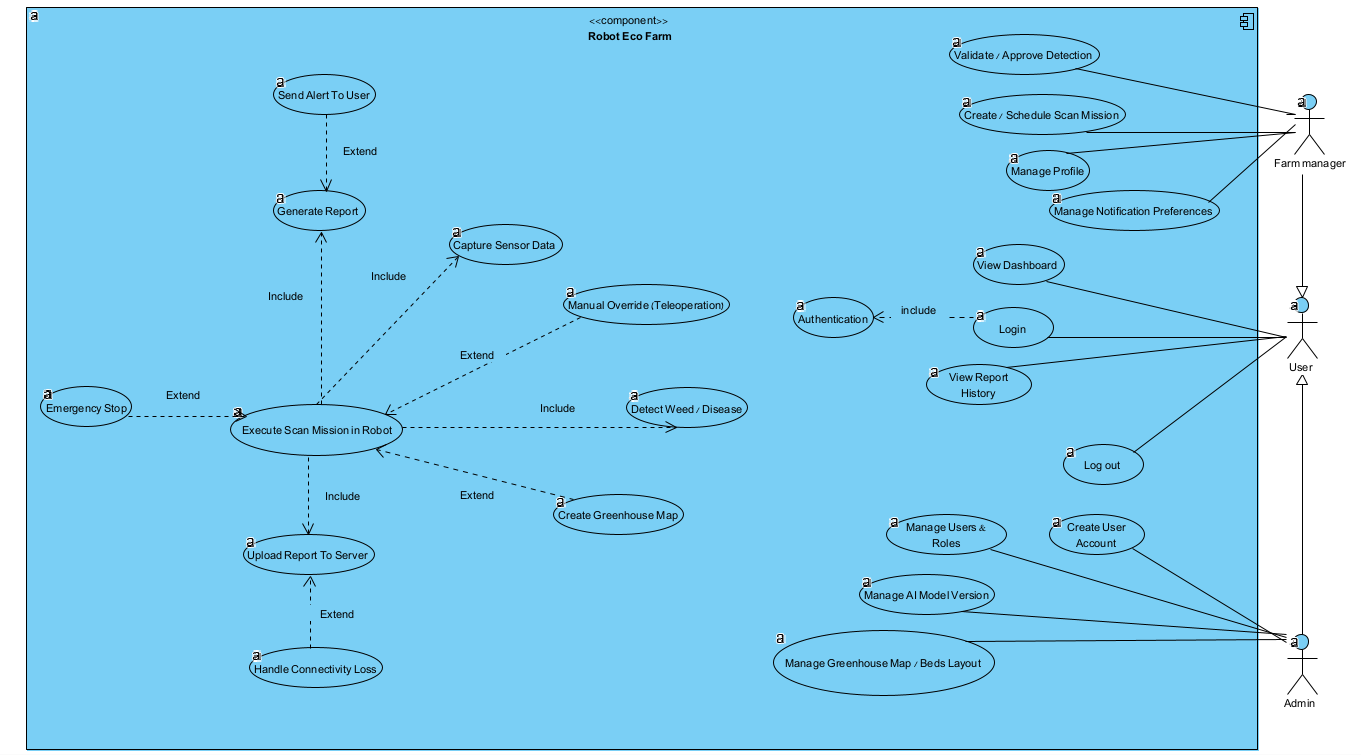 a
<<component>>
Robot Eco Farm
a
Validate / Approve Detection
a
Send Alert To User
a
Create / Schedule Scan Mission
a
Farm manager
Extend
a
Manage Profile
a
Generate Report
a
Manage Notification Preferences
a
Capture Sensor Data
a
View Dashboard
Include
Include
a
Manual Override (Teleoperation)
a
Authentication
include
a
Login
a
User
Extend
a
View Report
History
a
Emergency Stop
Extend
a
Execute Scan Mission in Robot
Include
a
Detect Weed / Disease
a
Log out
Include
Extend
a
Create Greenhouse Map
a
Manage Users &
Roles
a
Create User
Account
a
Upload Report To Server
a
Manage AI Model Version
Extend
a
Manage Greenhouse Map / Beds Layout
a
Handle Connectivity Loss
a
Admin